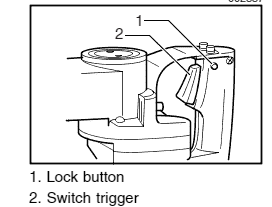 1
2
1. Lock button
2. Switch trigger